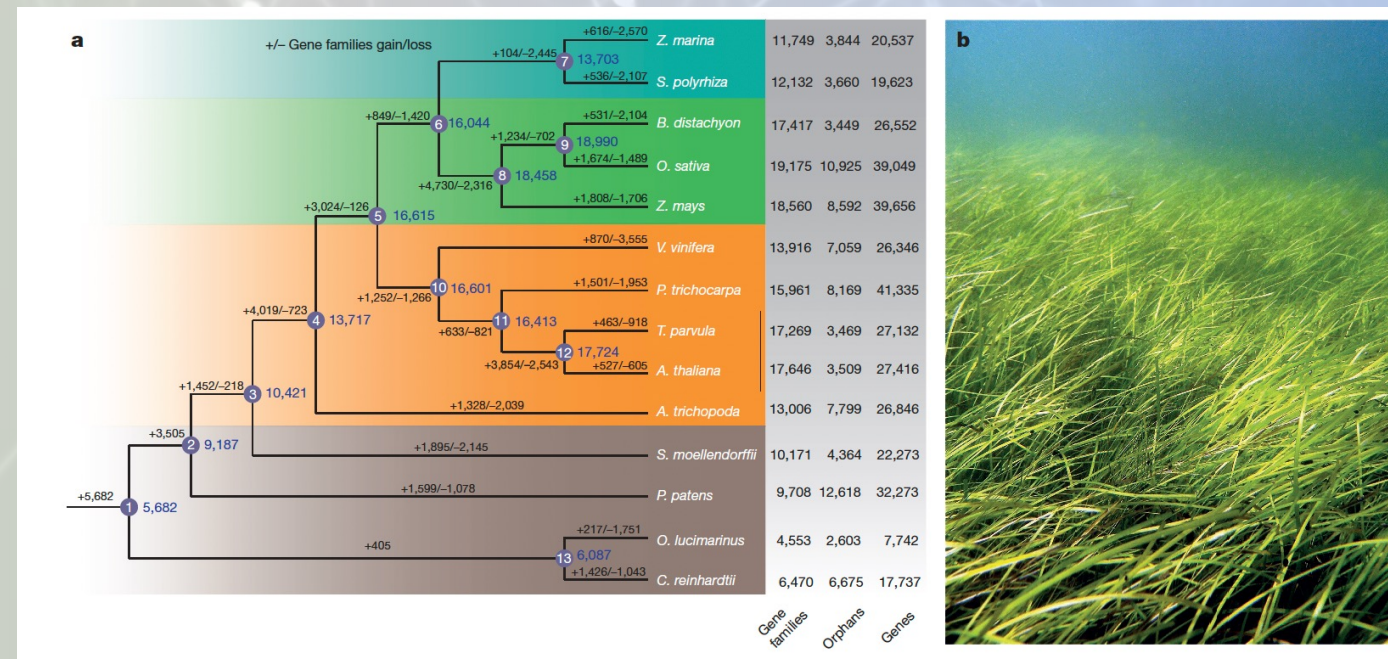 a
b
+/– Gene families gain/loss
+616/–2,570
Z. marina 11,749 3,844 20,537
+104/–2,445
7 13,703
+536/–2,107
S. polyrhiza 12,132 3,660 19,623
+849/–1,420
6 16,044
+531/–2,104
B. distachyon 17,417 3,449 26,552
+1,234/–702
9 18,990
+1,674/–1,489
O. sativa 19,175 10,925 39,049
+4,730/–2,316
8 18,458
+1,808/–1,706
Z. mays 18,560 8,592 39,656
+3,024/–126
5 16,615
+870/–3,555
V. vinifera 13,916 7,059 26,346
+1,252/–1,266
10 16,601
+1,501/–1,953
P. trichocarpa 15,961 8,169 41,335
+4,019/–723
4 13,717
+633/–821
11 16,413
+463/–918
T. parvula 17,269 3,469 27,132
+3,854/–2,543
12 17,724
+527/–605
A. thaliana 17,646 3,509 27,416
+1,452/–218
3 10,421
+1,328/–2,039
A. trichopoda 13,006 7,799 26,846
+3,505
2 9,187
+1,895/–2,145
S. moellendorffii 10,171 4,364 22,273
+1,599/–1,078
P. patens 9,708 12,618 32,273
+5,682
1 5,682
+217/–1,751
O. lucimarinus 4,553 2,603 7,742
+405
13 6,087
+1,426/–1,043
C. reinhardtii 6,470 6,675 17,737
Gene
families
Orphans
Genes